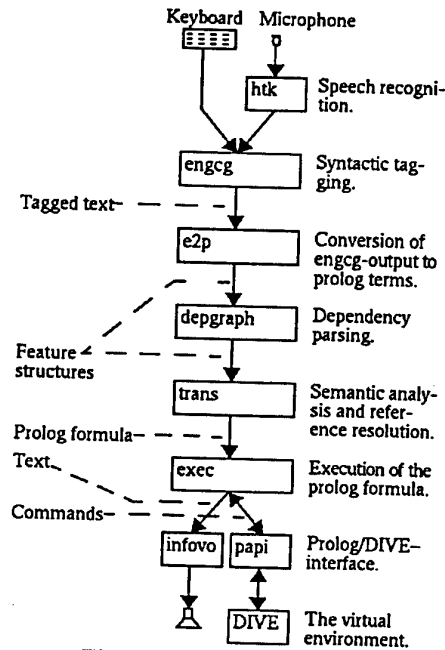 Keyboard Microphone
htk Speech recogni-
tion.
engcg Syntactic tag-
ging.
Tagged text
e2p Conversion of
engcg-output to
prolog terms.
depgraph Dependency
parsing.
Feature
structures
trans Semantic analy-
sis and refer-
ence resolution.
Prolog formula
Text
exec Execution of the
prolog formula.
Commands
infovo papi Prolog/DIVE-
interface.
DIVE The virtual
environment.